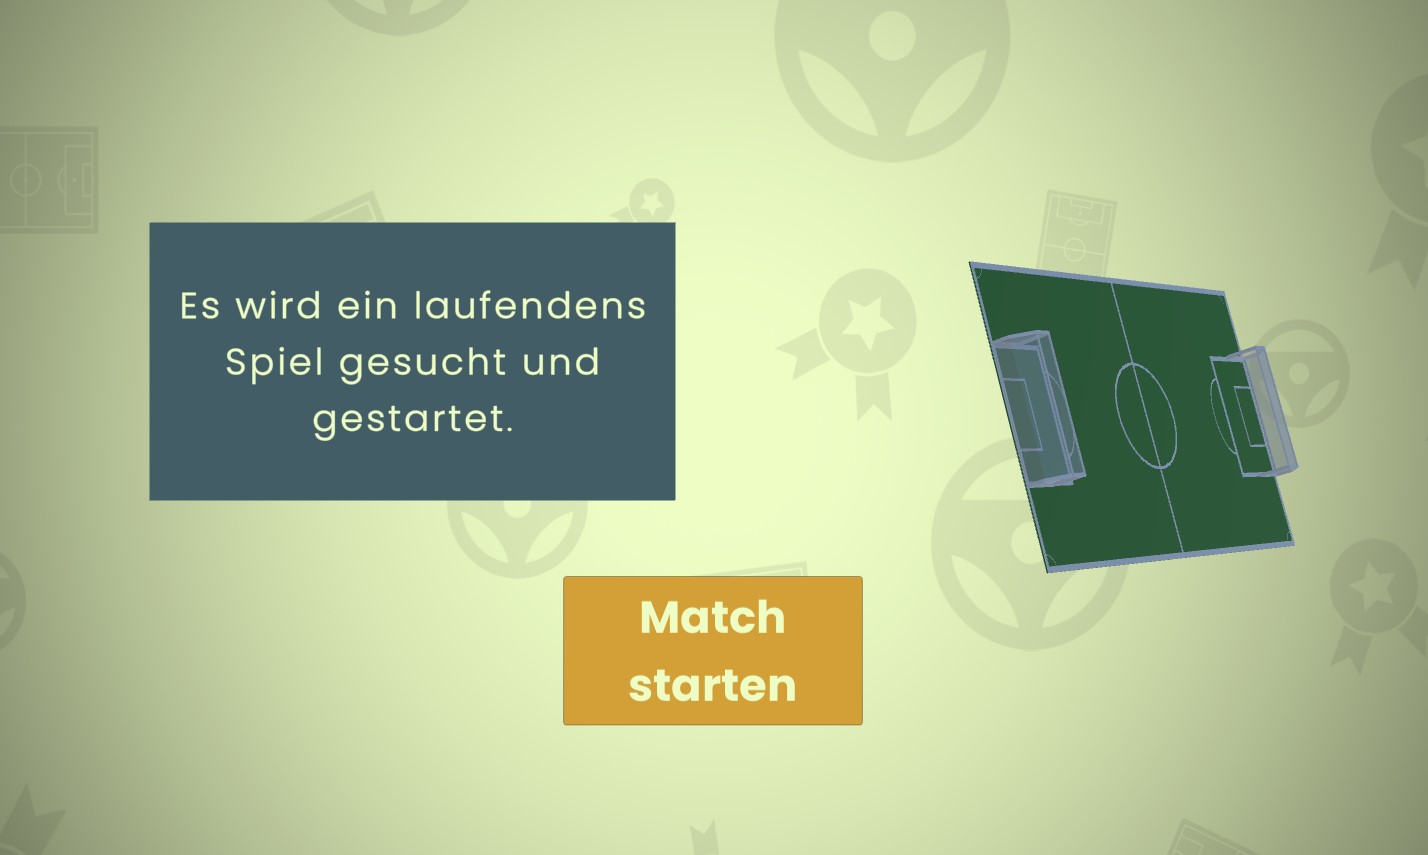 Es wird ein laufendens
Spiel gesucht und
gestartet.
Match
starten